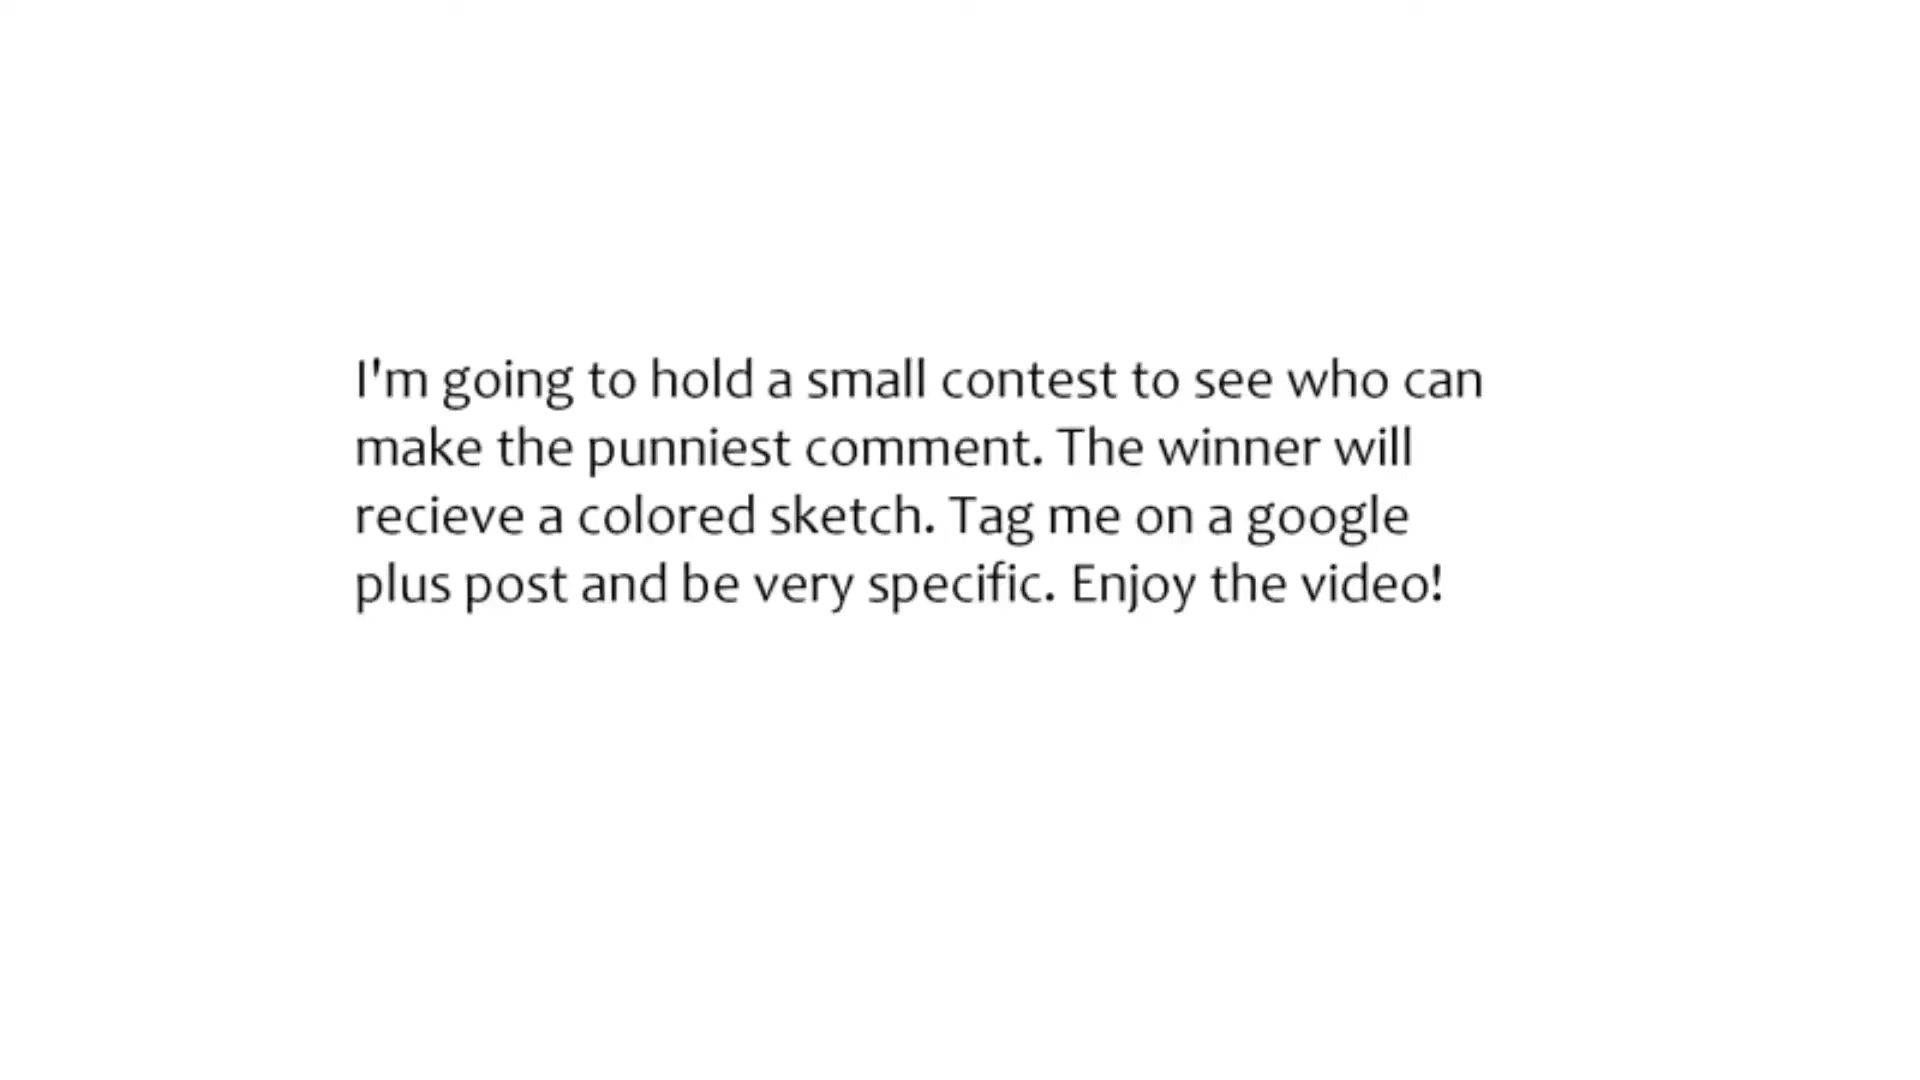 I'm going to hold a small contest to see who can
make the punniest comment. The winner will
recieve a colored sketch. Tag me on a google
plus post and be very specific. Enjoy the video!